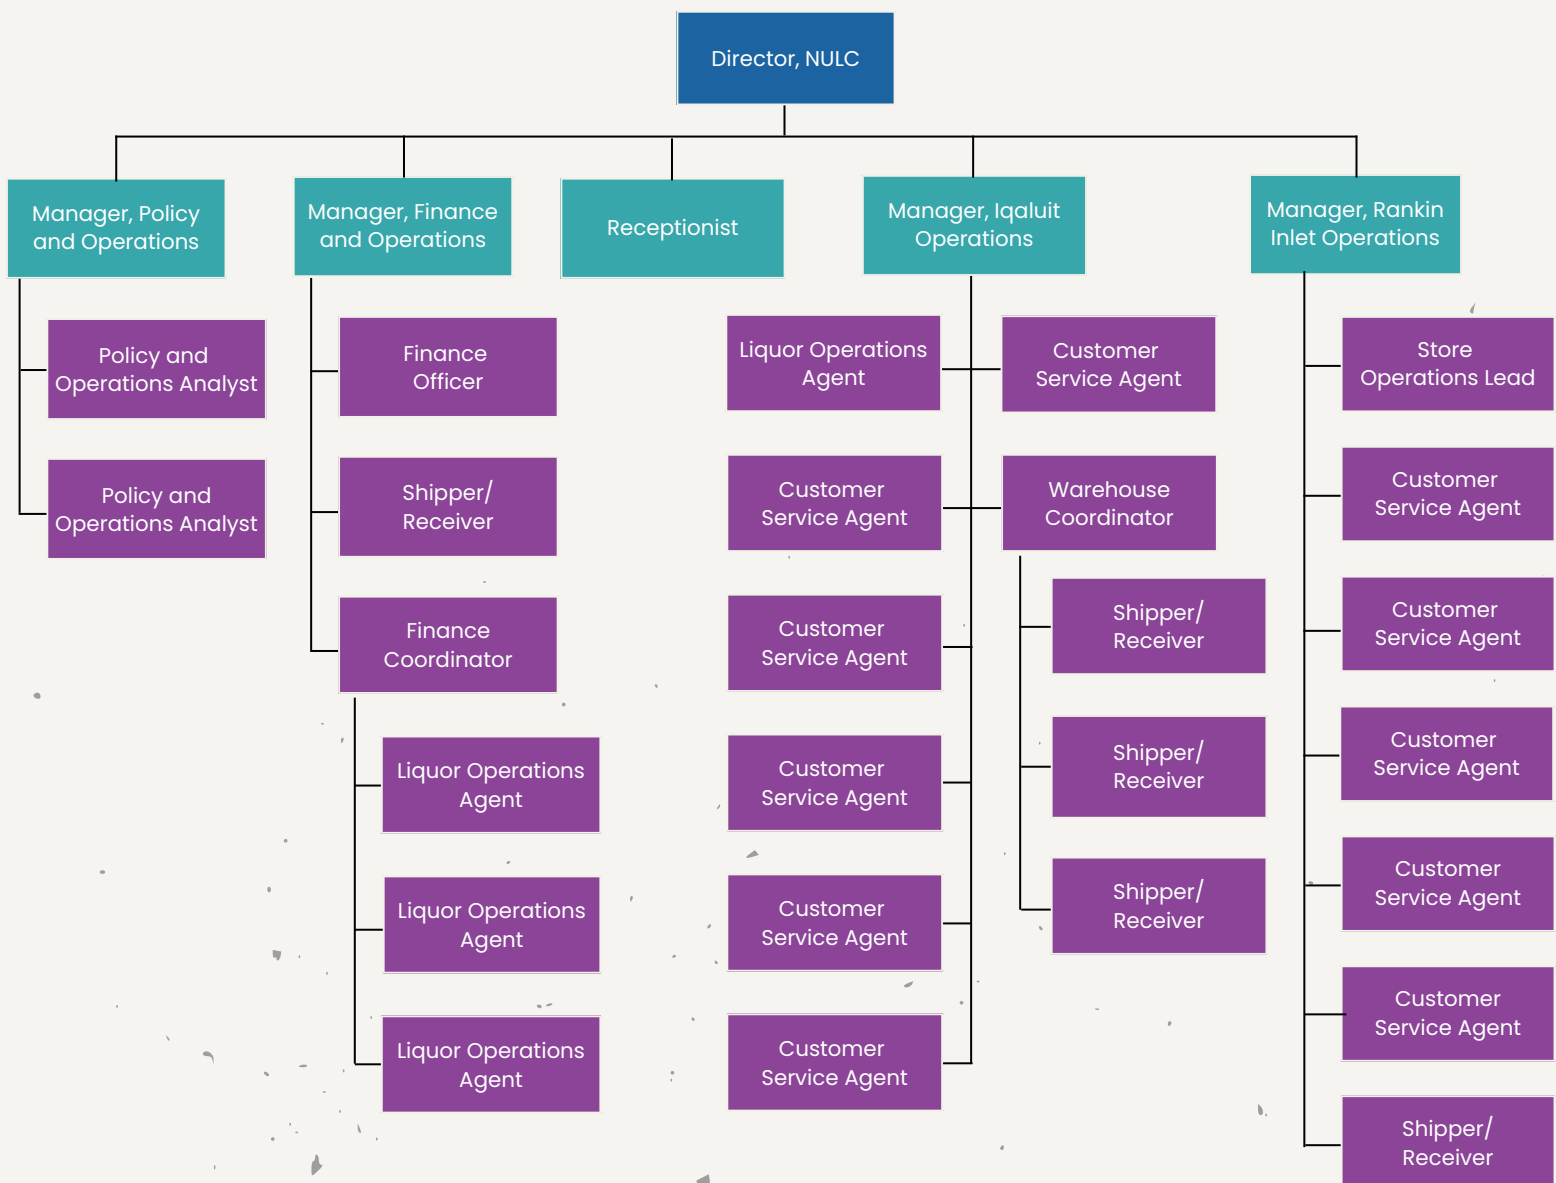 Director, NULC
Manager, Policy
and Operations
Manager, Finance
and Operations
Receptionist
Manager, Iqaluit
Operations
Manager, Rankin
Inlet Operations
Policy and
Operations Analyst
Policy and
Operations Analyst
Finance
Officer
Shipper/
Receiver
Finance
Coordinator
Liquor Operations
Agent
Liquor Operations
Agent
Liquor Operations
Agent
Liquor Operations
Agent
Customer
Service Agent
Customer
Service Agent
Customer
Service Agent
Customer
Service Agent
Customer
Service Agent
Customer
Service Agent
Warehouse
Coordinator
Shipper/
Receiver
Shipper/
Receiver
Shipper/
Receiver
Store
Operations Lead
Customer
Service Agent
Customer
Service Agent
Customer
Service Agent
Customer
Service Agent
Customer
Service Agent
Shipper/
Receiver